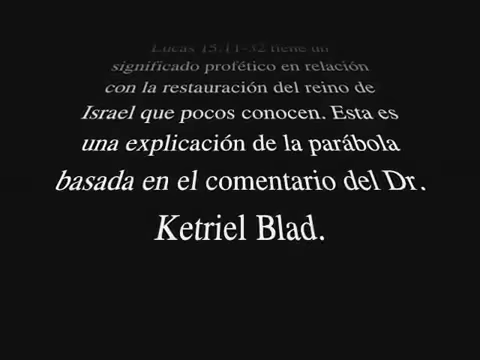 Lucas 15:11-32 tiene un
significado profético en relación
con la restauración del reino de
Israel que pocos conocen. Esta es
una explicación de la parábola
basada en el comentario del Dr.
Ketriel Blad.